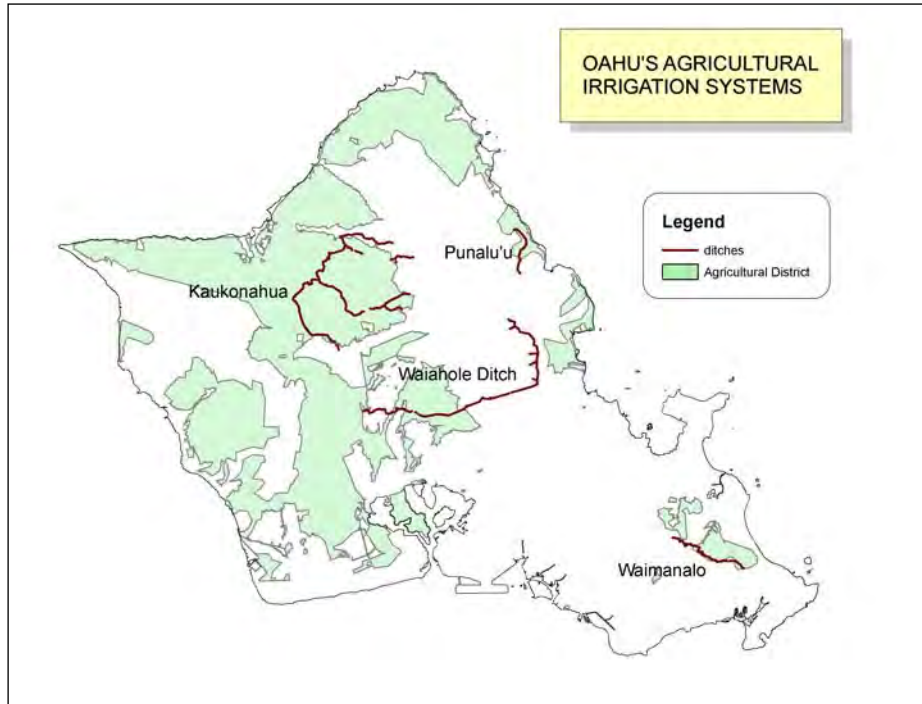 OAHU'S AGRICULTURAL
IRRIGATION SYSTEMS
Legend
ditches
Agricultural District
Punalu'u
Kaukonahua
Waiahole Ditch
Waimanalo